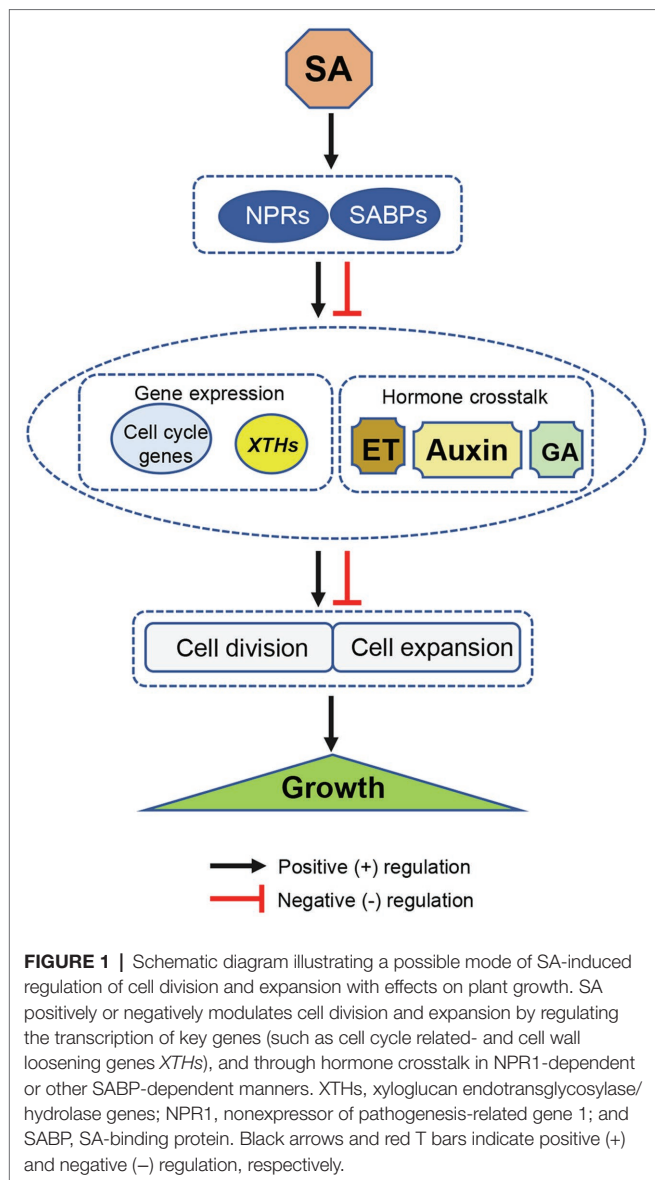 SA
NPRs SABPs
Gene expression Hormone crosstalk
Cell cycle
genes
XTHs
ET Auxin GA
Cell division Cell expansion
Growth
Positive (+) regulation
Negative (-) regulation
FIGURE 1 | Schematic diagram illustrating a possible mode of SA-induced
regulation of cell division and expansion with effects on plant growth. SA
positively or negatively modulates cell division and expansion by regulating
the transcription of key genes (such as cell cycle related- and cell wall
loosening genes XTHs), and through hormone crosstalk in NPR1-dependent
or other SABP-dependent manners. XTHs, xyloglucan endotransglycosylase/
hydrolase genes; NPR1, nonexpressor of pathogenesis-related gene 1; and
SABP, SA-binding protein. Black arrows and red T bars indicate positive (+)
and negative (−) regulation, respectively.